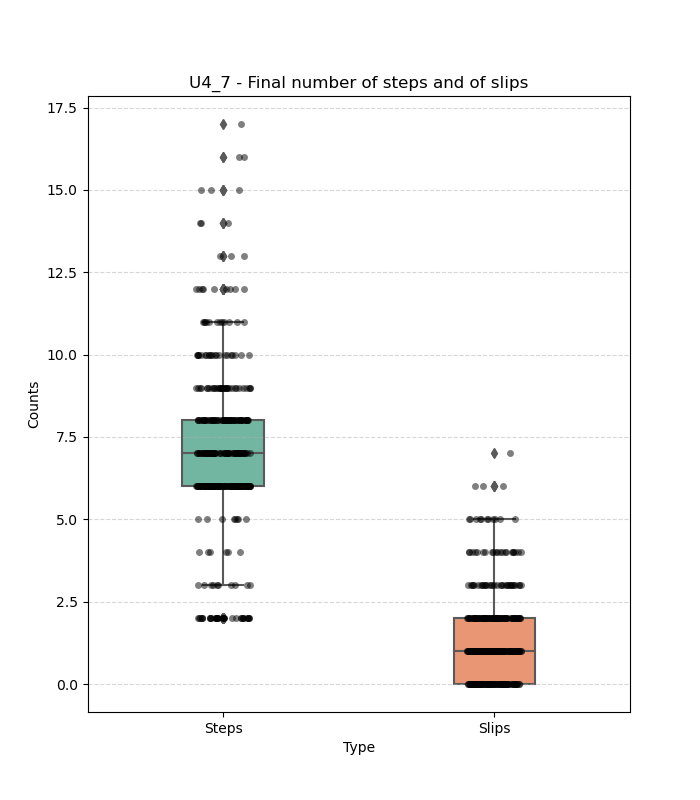 U4_7 - Final number of steps and of slips
17.5
15.0
12.5
10.0
7.5
5.0
2.5
0.0
Counts
Steps Slips
Type